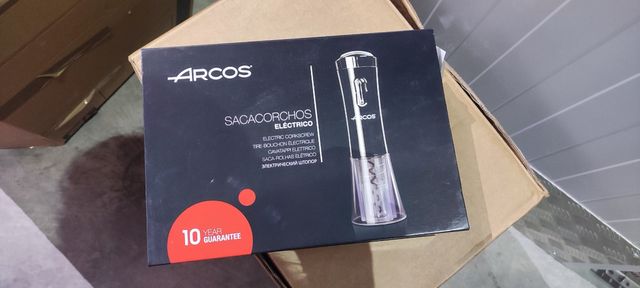 ARCOS
SACACORCHOS
ELÉCTRICO
ELECTRIC CORKSCREW
TIRE-BOUCHON ÉLECTRIQUE
CAVATAPPI ELETTRICO
SACA-ROLHAS ELÉTRICO
ЭЛЕКТРИЧЕСКИЙ ШТОПОР
ARCOS
10 YEAR
GUARANTEE